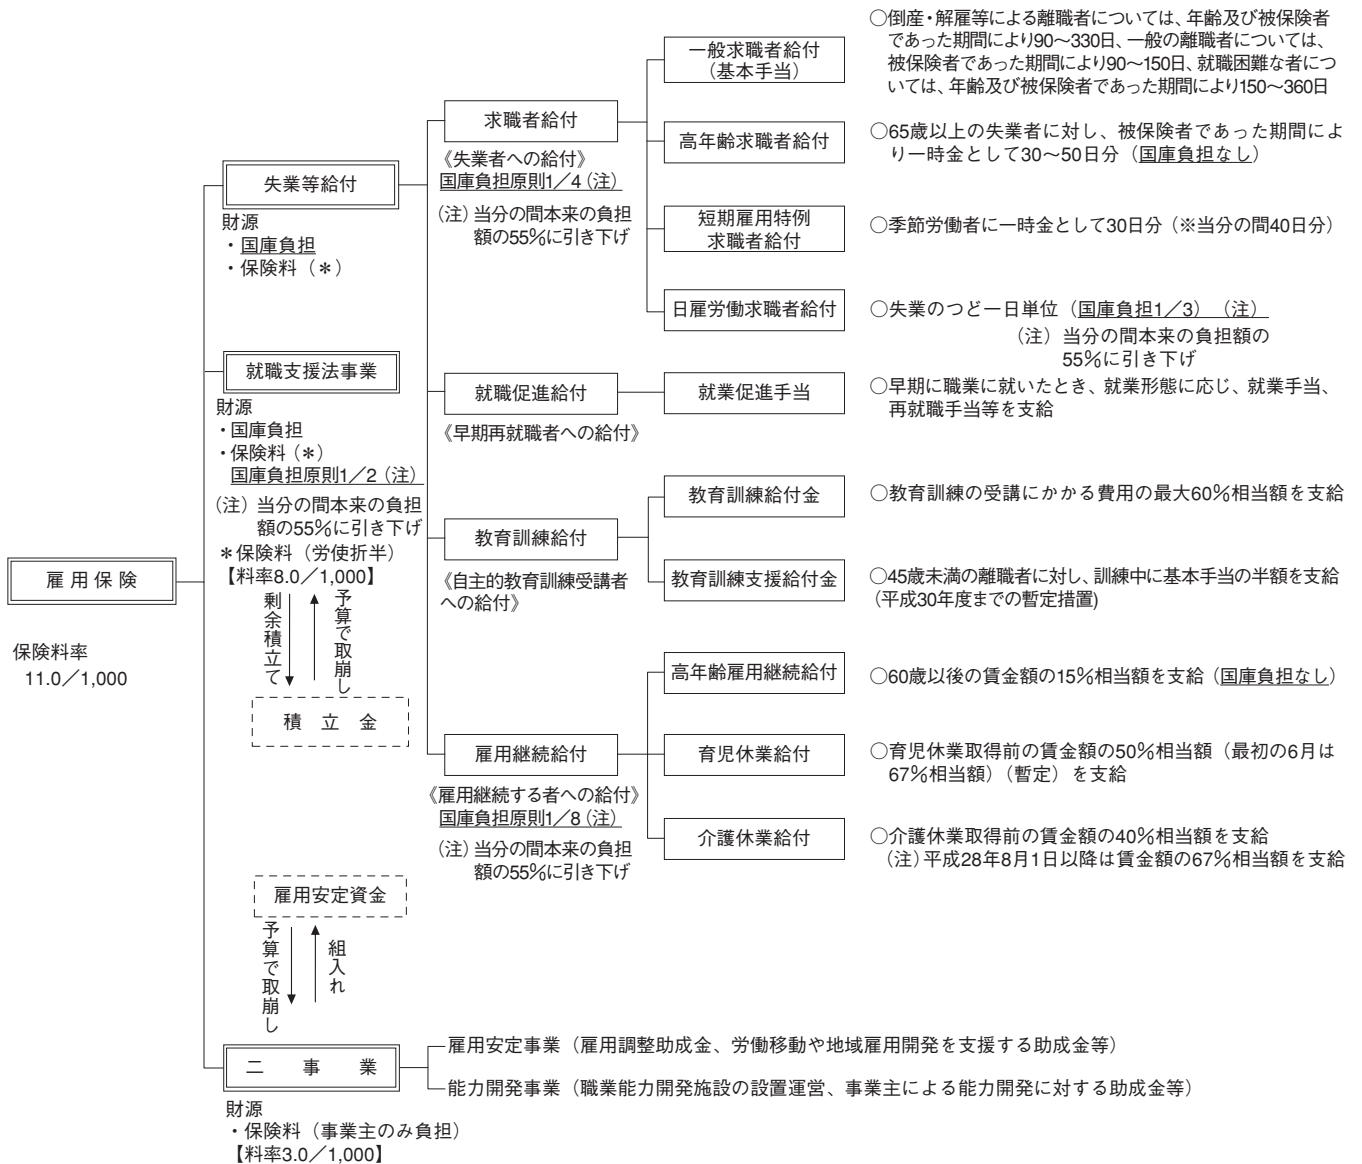 雇用保険
保険料率
11.0／1,000
失業等給付
財源
・国庫負担
・保険料（＊）
就職支援法事業
財源
・国庫負担
・保険料（＊）
国庫負担原則1／2（注）
（注）当分の間本来の負担
額の55％に引き下げ
＊保険料（労使折半）
【料率8.0／1,000】
剰余積立て
予算で取崩し
積立金
雇用安定資金
予算で取崩し
組入れ
二事業
財源
・保険料（事業主のみ負担）
【料率3.0／1,000】
求職者給付
《失業者への給付》
国庫負担原則1／4（注）
（注）当分の間本来の負担
額の55％に引き下げ
一般求職者給付
（基本手当）
○倒産・解雇等による離職者については、年齢及び被保険者
であった期間により90～330日、一般の離職者については、
被保険者であった期間により90～150日、就職困難な者につ
いては、年齢及び被保険者であった期間により150～360日
高年齢求職者給付
○65歳以上の失業者に対し、被保険者であった期間によ
り一時金として30～50日分（国庫負担なし）
短期雇用特例
求職者給付
○季節労働者に一時金として30日分（※当分の間40日分）
日雇労働求職者給付
○失業のつど一日単位（国庫負担1／3）（注）
（注）当分の間本来の負担額の
55％に引き下げ
就職促進給付
《早期再就職者への給付》
就業促進手当
○早期に職業に就いたとき、就業形態に応じ、就業手当、
再就職手当等を支給
教育訓練給付
《自主的教育訓練受講者
への給付》
教育訓練給付金
○教育訓練の受講にかかる費用の最大60％相当額を支給
教育訓練支援給付金
○45歳未満の離職者に対し、訓練中に基本手当の半額を支給
（平成30年度までの暫定措置)
雇用継続給付
《雇用継続する者への給付》
国庫負担原則1／8（注）
（注）当分の間本来の負担
額の55％に引き下げ
高年齢雇用継続給付
○60歳以後の賃金額の15％相当額を支給（国庫負担なし）
育児休業給付
○育児休業取得前の賃金額の50％相当額（最初の6月は
67％相当額）（暫定）を支給
介護休業給付
○介護休業取得前の賃金額の40％相当額を支給
（注）平成28年8月1日以降は賃金額の67％相当額を支給
雇用安定事業（雇用調整助成金、労働移動や地域雇用開発を支援する助成金等）
能力開発事業（職業能力開発施設の設置運営、事業主による能力開発に対する助成金等）